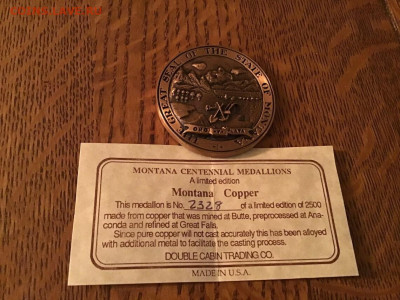 THE GREAT SEAL OF THE STATE OF MONTANA
ORO Y PLATA
MONTANA CENTENNIAL MEDALLIONS
A limited edition
Montana Copper
This medallion is No. 2328 of a limited edition of 2500
made from copper that was mined at Butte, preprocessed at Ana-
conda and refined at Great Falls.
Since pure copper will not cast accurately this has been alloyed
with additional metal to facilitate the casting process.
DOUBLE CABIN TRADING CO.
MADE IN U.S.A.